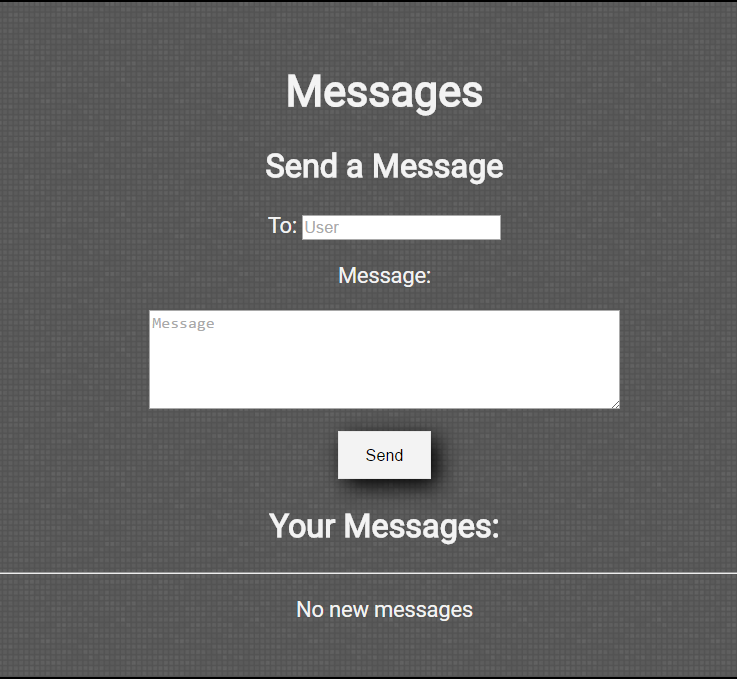 Messages
Send a Message
To: User
Message:
Message
Send
Your Messages:
No new messages